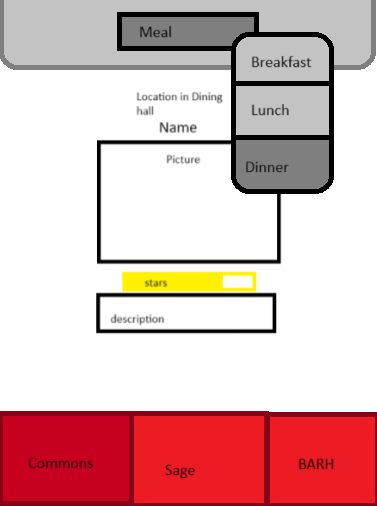 Meal
Breakfast
Lunch
Dinner
Location in Dining
hall
Name
Picture
stars
description
Commons
Sage
BARH